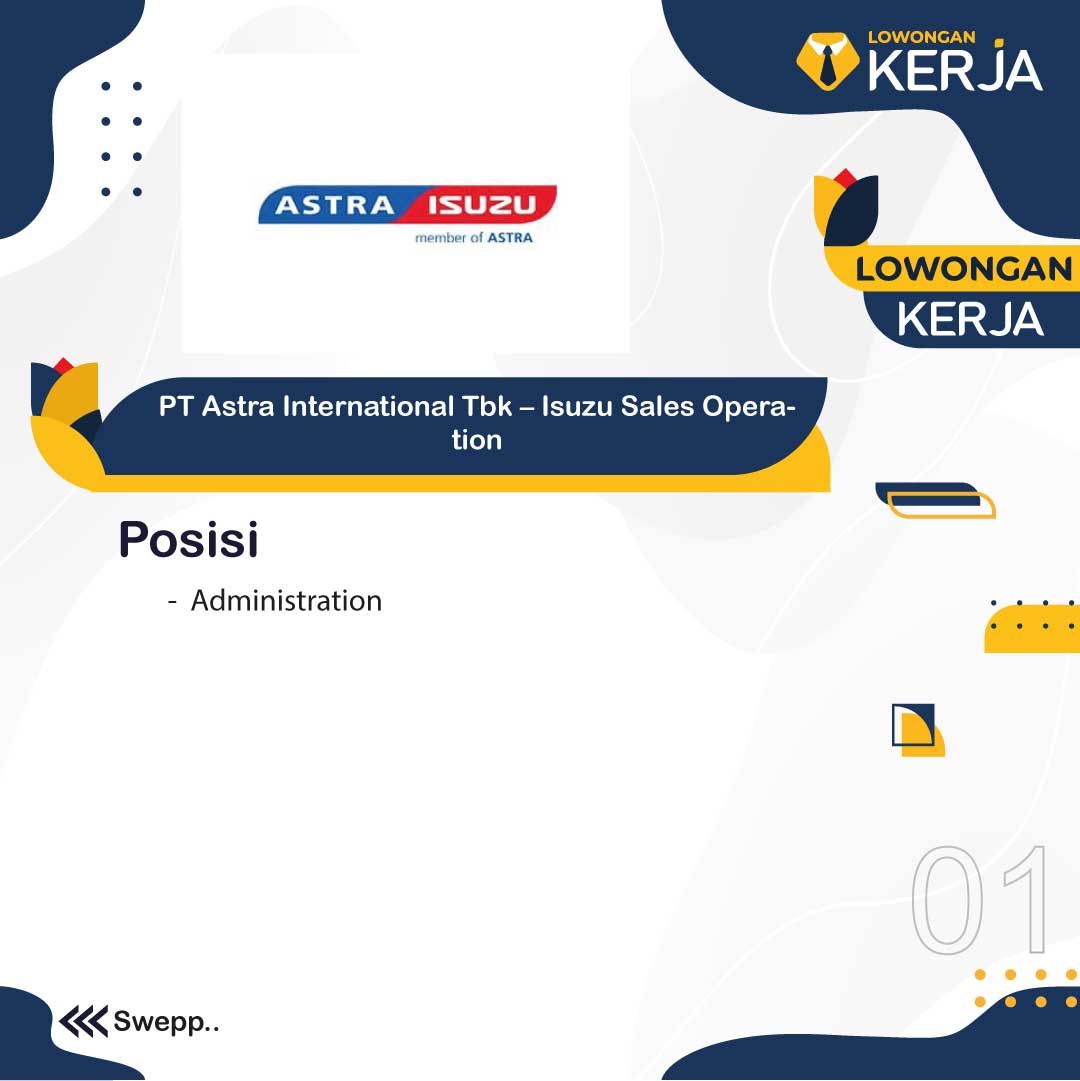 LOWONGAN
KERJA
ASTRA ISUZU
member of ASTRA
LOWONGAN
KERJA
PT Astra International Tbk – Isuzu Sales Opera-
tion
Posisi
- Administration
01
Swepp..